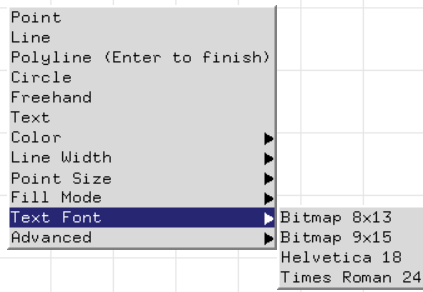 Point
Line
Polyline (Enter to finish)
Circle
Freehand
Text
Color
Line Width
Point Size
Fill Mode
Text Font
Advanced
Bitmap 8x13
Bitmap 9x15
Helvetica 18
Times Roman 24